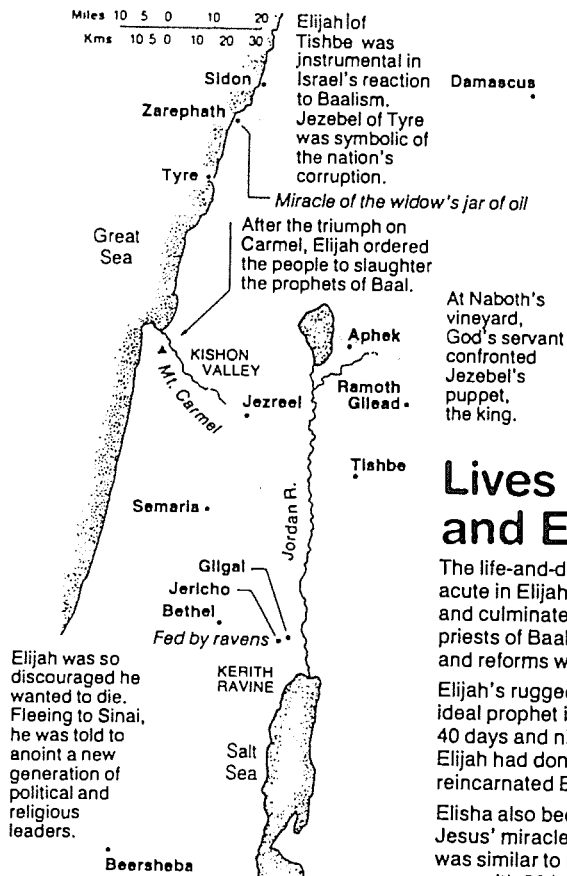 Miles 10 5 0 10 20
Kms 10 5 0 10 20 30
Elijah of
Tishbe was
instrumental in
Israel's reaction
to Baalism.
Jezebel of Tyre
was symbolic of
the nation's
corruption.
Damascus
Sidon
Zarephath
Tyre
Miracle of the widow's jar of oil
Great
Sea
After the triumph on
Carmel, Elijah ordered
the people to slaughter
the prophets of Baal.
At Naboth's
vineyard,
God's servant
confronted
Jezebel's
puppet,
the king.
Aphek
KISHON
VALLEY
Mt. Carmel
Jezreel
Ramoth
Gilead
Tishbe
Samaria
Jordan R.
Gilgal
Jericho
Bethel
Fed by ravens
KERITH
RAVINE
Salt
Sea
Elijah was so
discouraged he
wanted to die.
Fleeing to Sinai,
he was told to
anoint a new
generation of
political and
religious
leaders.
Beersheba
Lives
and E
The life-and-d
acute in Elijah
and culminate
priests of Baal
and reforms w
Elijah's rugge
ideal prophet i
40 days and n
Elijah had don
reincarnated E
Elisha also be
Jesus' miracle
was similar to